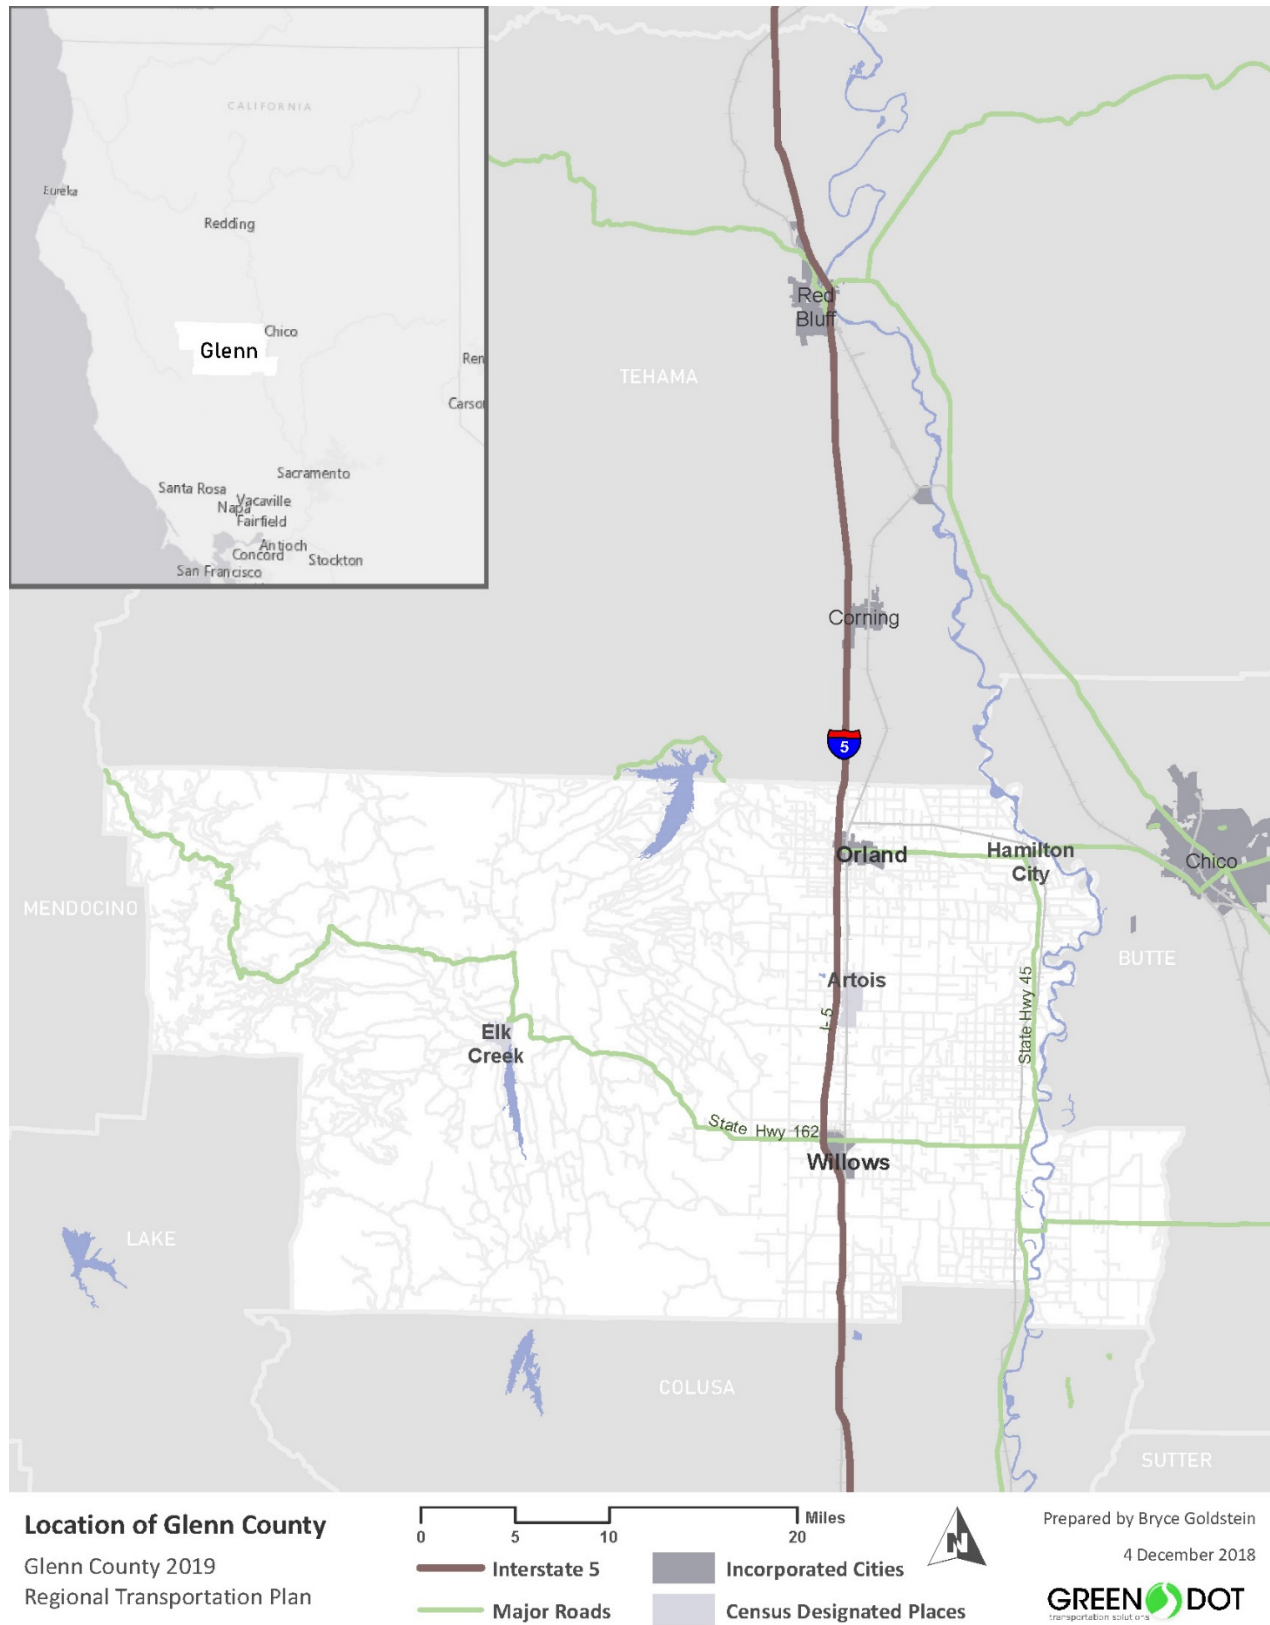 CALIFORNIA
Eureka
Redding
Chico
Glenn
Ren
Carso
Sacramento
Santa Rosa
Vacaville
Napa
Fairfield
Antioch
Concord
Stockton
San Francisco
Red
Bluff
TEHAMA
Corning
5
Orland
Hamilton
City
Chico
MENDOCINO
BUTTE
Artois
I-5
State Hwy 45
Elk
Creek
State Hwy 162
Willows
LAKE
COLUSA
SUTTER
Location of Glenn County
Glenn County 2019
Regional Transportation Plan
0 5 10 20 Miles
Interstate 5
Major Roads
Incorporated Cities
Census Designated Places
N
Prepared by Bryce Goldstein
4 December 2018
GREEN DOT
transportation solutions